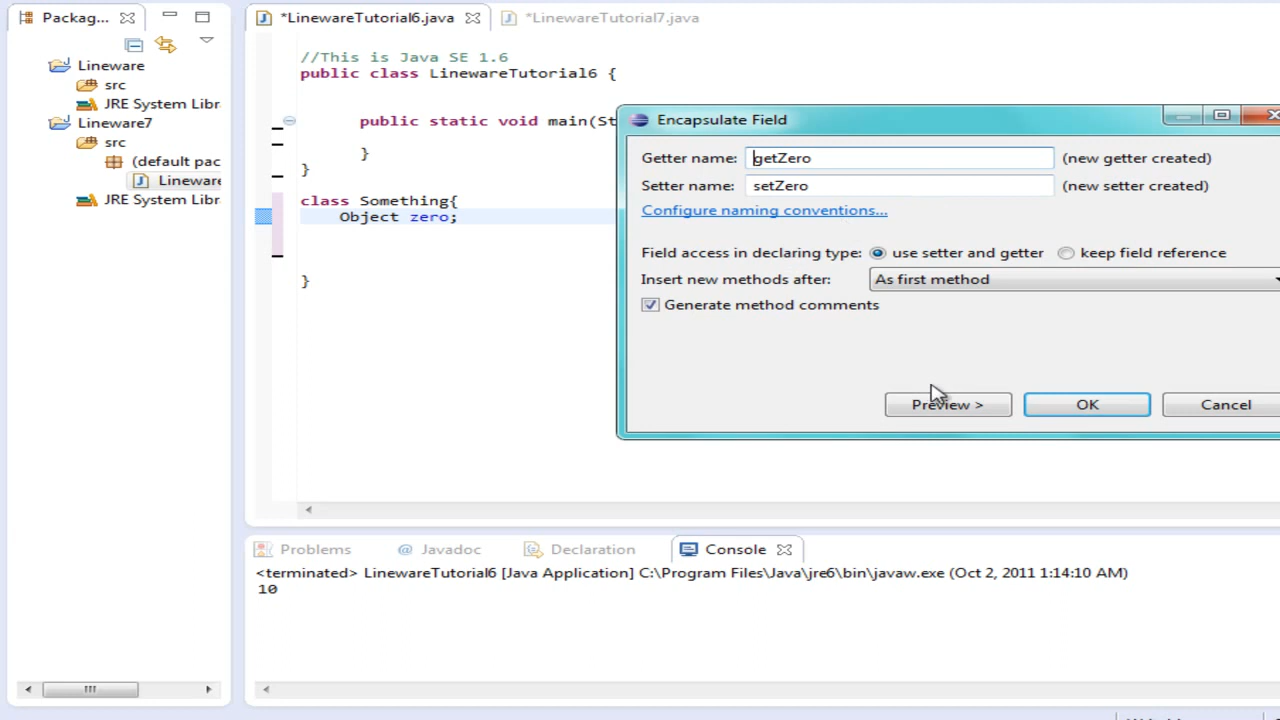 Packag...
*LinewareTutorial6.java
*LinewareTutorial7.java
Lineware
src
JRE System Libr
Lineware7
src
(default pac
Lineware
JRE System Libr
//This is Java SE 1.6
public class LinewareTutorial6 {
public static void main(St
}
}
class Something{
Object zero;
}
Encapsulate Field
Getter name: getZero (new getter created)
Setter name: setZero (new setter created)
Configure naming conventions...
Field access in declaring type: use setter and getter keep field reference
Insert new methods after: As first method
Generate method comments
Preview > OK Cancel
Problems @ Javadoc Declaration Console
<terminated> LinewareTutorial6 [Java Application] C:\Program Files\Java\jre6\bin\javaw.exe (Oct 2, 2011 1:14:10 AM)
10